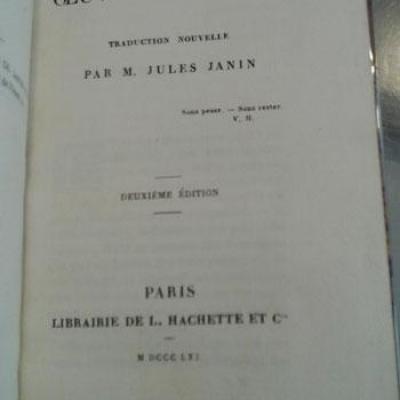 ŒUV
TRADUCTION NOUVELLE
PAR M. JULES JANIN
Sans peser. — Sans rester.
V. H.
DEUXIÈME ÉDITION
PARIS
LIBRAIRIE DE L. HACHETTE ET Cie
M DCCC LXI